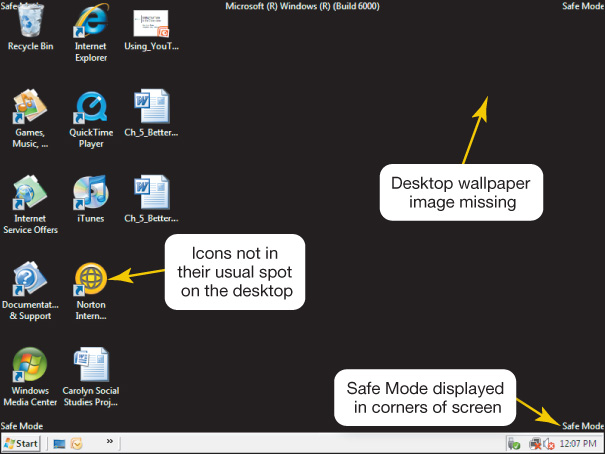 Microsoft (R) Windows (R) (Build 6000)
Safe Mode
Recycle Bin
Internet
Explorer
Using_YouT...
Games,
Music, ...
QuickTime
Player
Ch_5_Better...
Desktop wallpaper
image missing
Internet
Service Offers
iTunes
Ch_5_Better...
Icons not in
their usual spot
on the desktop
Documentat...
& Support
Norton
Intern...
Windows
Media Center
Carolyn Social
Studies Proj...
Safe Mode displayed
in corners of screen
Safe Mode
Safe Mode
Start
12:07 PM